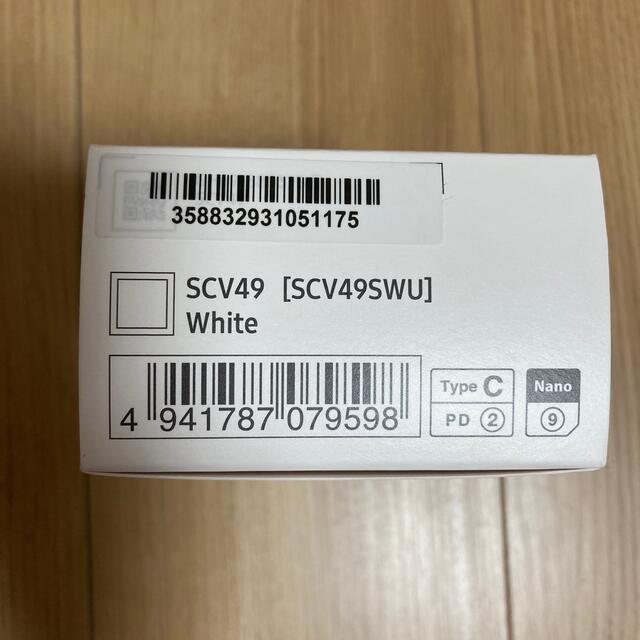 358832931051175
SCV49 [SCV49SWU]
White
4 941787 079598
Type C
PD ②
Nano
⑨